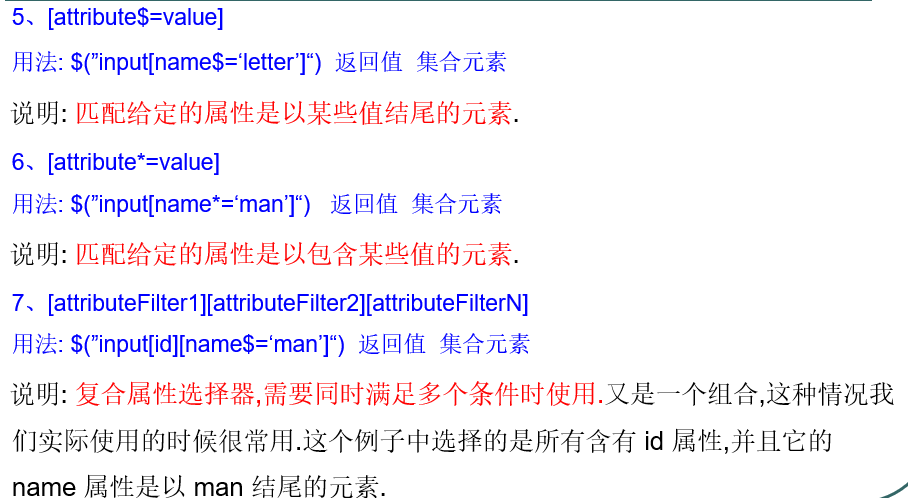 5、[attribute$=value]
用法: $(”input[name$=‘letter’]“)  返回值  集合元素
说明: 匹配给定的属性是以某些值结尾的元素.
6、[attribute*=value]
用法: $(”input[name*=‘man’]“)   返回值  集合元素
说明: 匹配给定的属性是以包含某些值的元素.
7、[attributeFilter1][attributeFilter2][attributeFilterN]
用法: $(”input[id][name$=‘man’]“)  返回值  集合元素
说明: 复合属性选择器,需要同时满足多个条件时使用.又是一个组合,这种情况我
们实际使用的时候很常用.这个例子中选择的是所有含有 id 属性,并且它的
name 属性是以 man 结尾的元素.